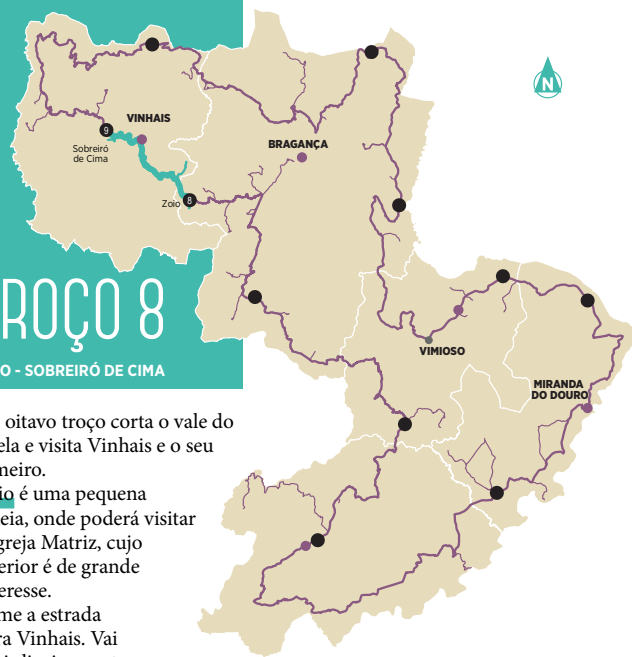 N
VINHAIS
BRAGANÇA
9
Sobreiró
de Cima
Zoio
8
ROÇO 8
O - SOBREIRÓ DE CIMA
VIMIOSO
MIRANDA
DO DOURO
oitavo troço corta o vale do
ela e visita Vinhais e o seu
meiro.
io é uma pequena
eia, onde poderá visitar
greja Matriz, cujo
erior é de grande
eresse.
me a estrada
ra Vinhais. Vai